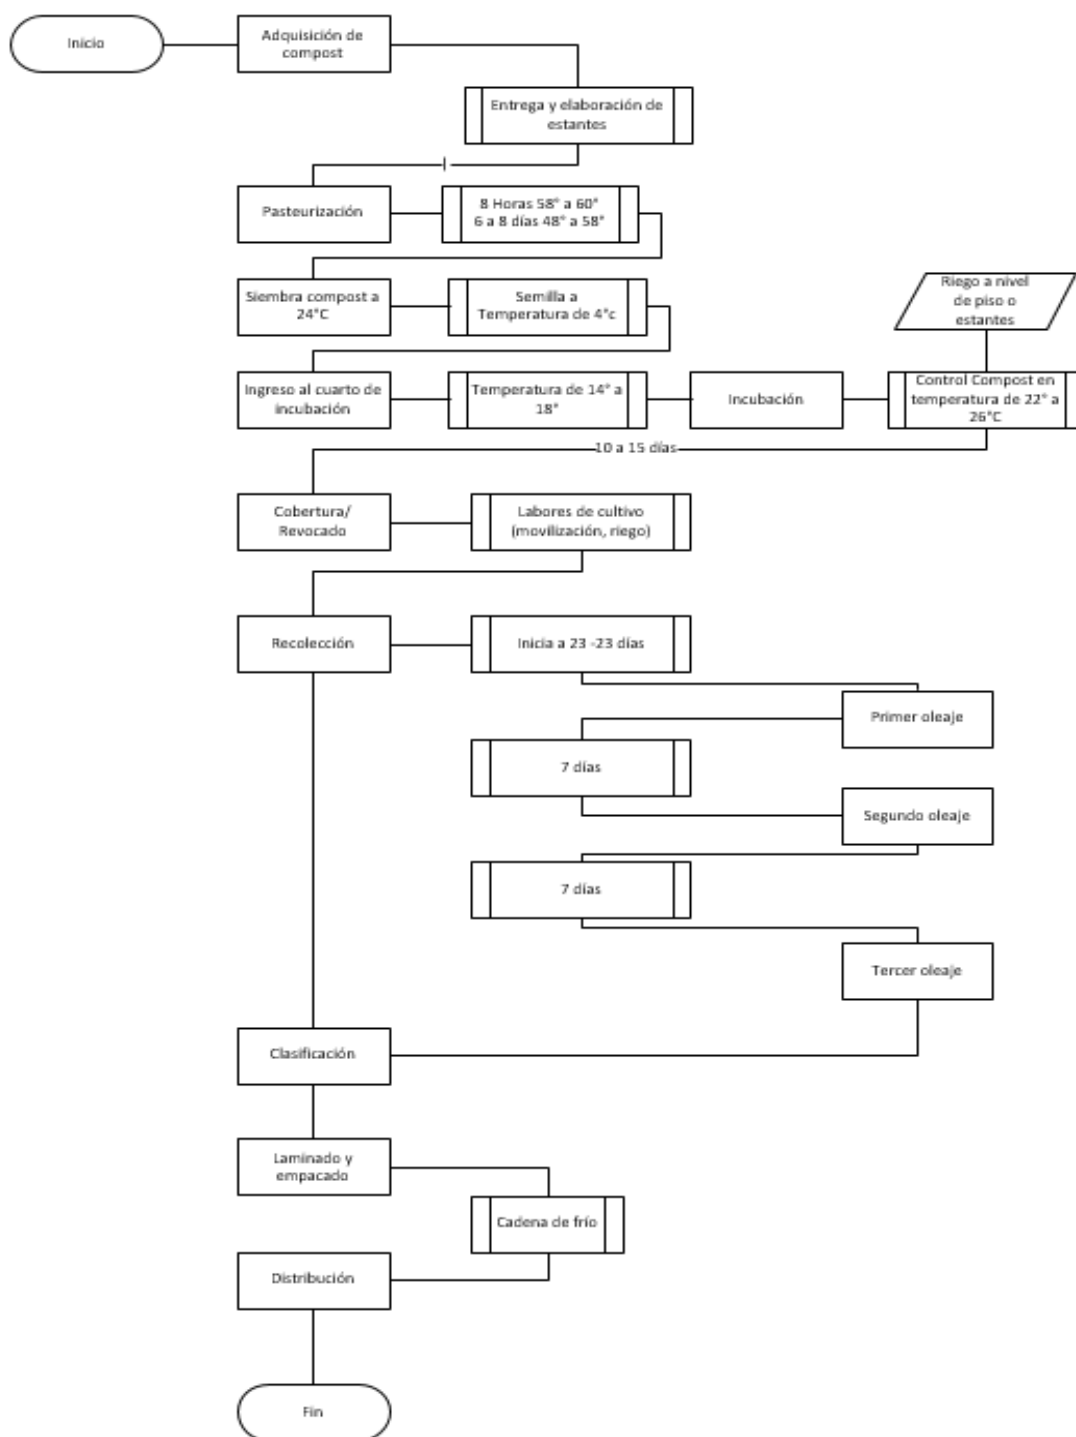 Inicio
Adquisición de
compost
Entrega y elaboración de
estantes
Pasteurización
8 Horas 58° a 60°
6 a 8 días 48° a 58°
Siembra compost a
24°C
Semilla a
Temperatura de 4°c
Riego a nivel
de piso o
estantes
Ingreso al cuarto de
incubación
Temperatura de 14° a
18°
Incubación
Control Compost en
temperatura de 22° a
26°C
10 a 15 días
Cobertura/
Revocado
Labores de cultivo
(movilización, riego)
Recolección
Inicia a 23 -23 días
Primer oleaje
7 días
Segundo oleaje
7 días
Tercer oleaje
Clasificación
Laminado y
empacado
Cadena de frío
Distribución
Fin